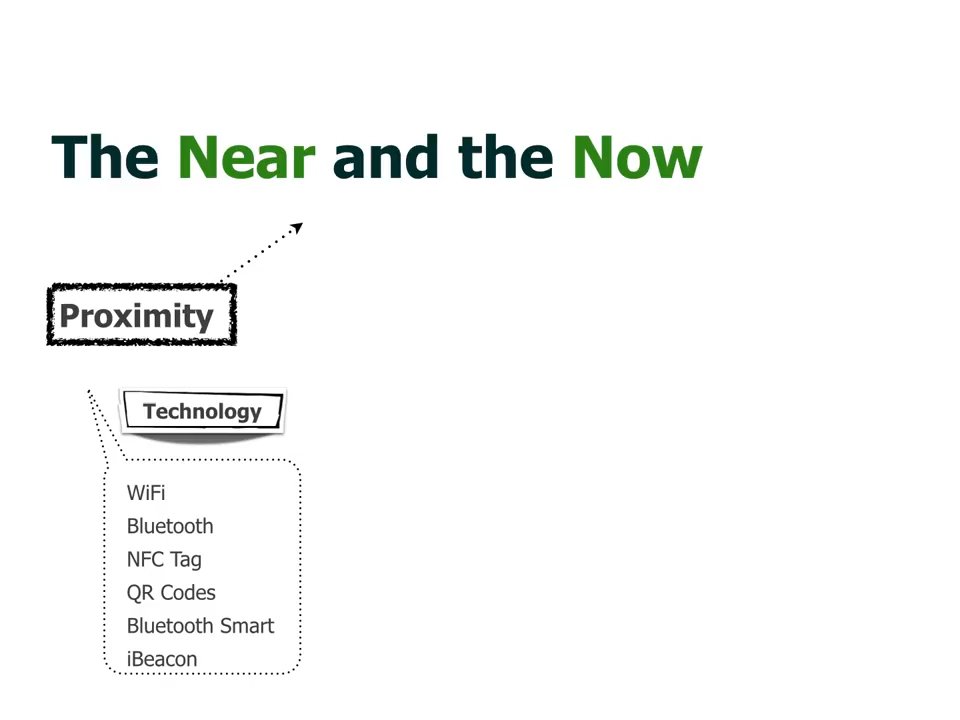 The Near and the Now
Proximity
Technology
WiFi
Bluetooth
NFC Tag
QR Codes
Bluetooth Smart
iBeacon